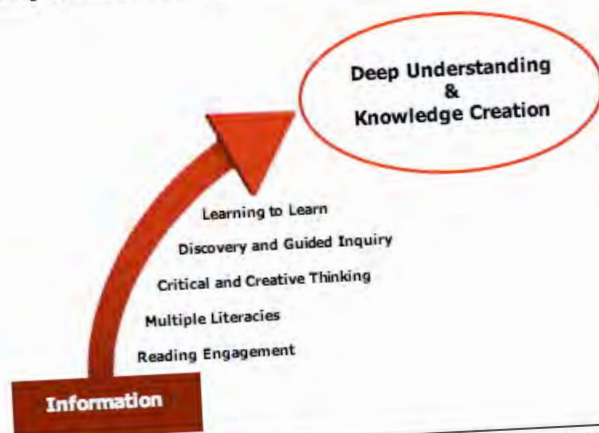 Deep Understanding
&
Knowledge Creation
Learning to Learn
Discovery and Guided Inquiry
Critical and Creative Thinking
Multiple Literacies
Reading Engagement
Information